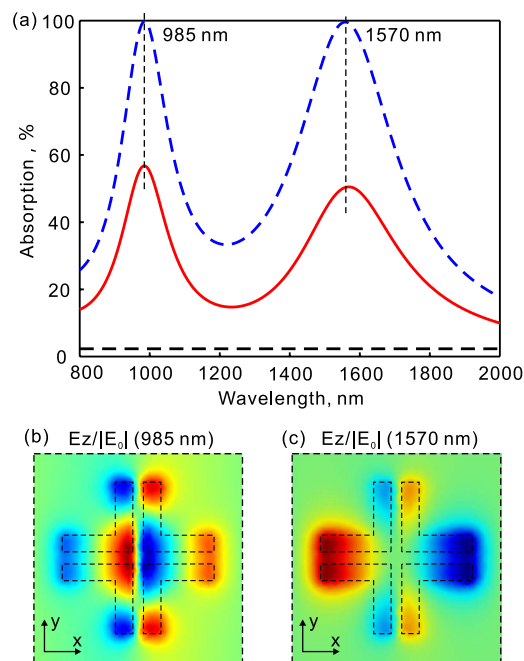 (a)
100
80
60
40
20
0
Absorption , %
985 nm
1570 nm
800 1000 1200 1400 1600 1800 2000
Wavelength, nm
(b) Ez/|E₀| (985 nm)
(c) Ez/|E₀| (1570 nm)
y
x
y
x